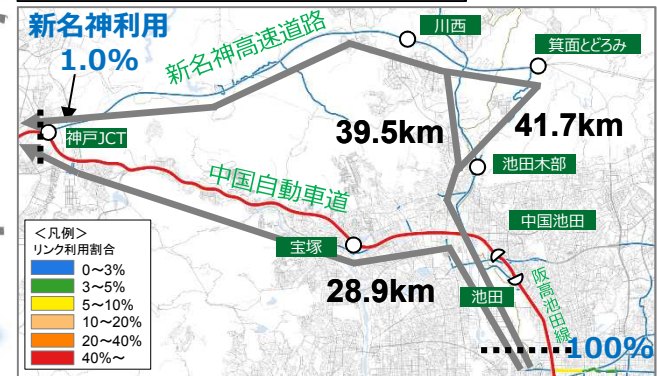 新名神利用
1.0%
新名神高速道路
川西
箕面とどろみ
神戸JCT
39.5km
41.7km
池田木部
中国自動車道
中国池田
宝塚
28.9km
池田
阪高池田線
100%
<凡例>
リンク利用割合
0～3%
3～5%
5～10%
10～20%
20～40%
40%～